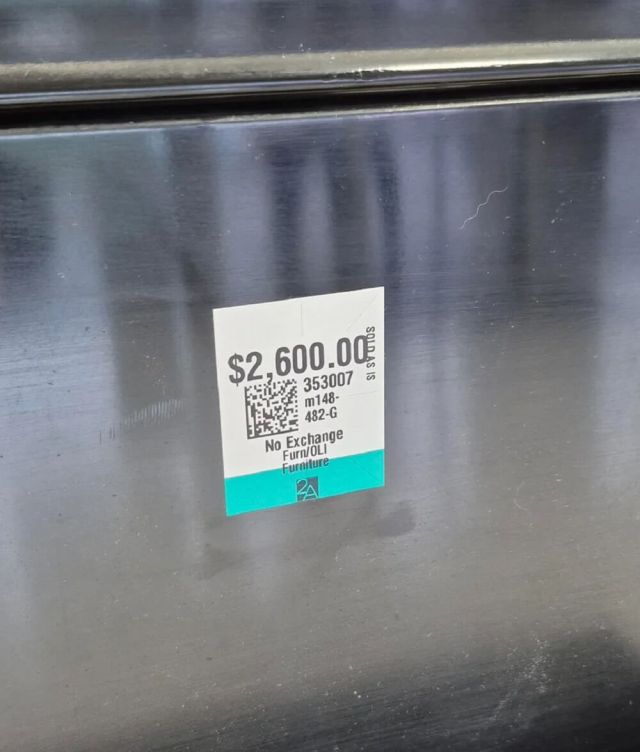 $2,600.00
SOLD AS IS
353007
m148-
482-G
No Exchange
Furn/OLI
Furniture
2A